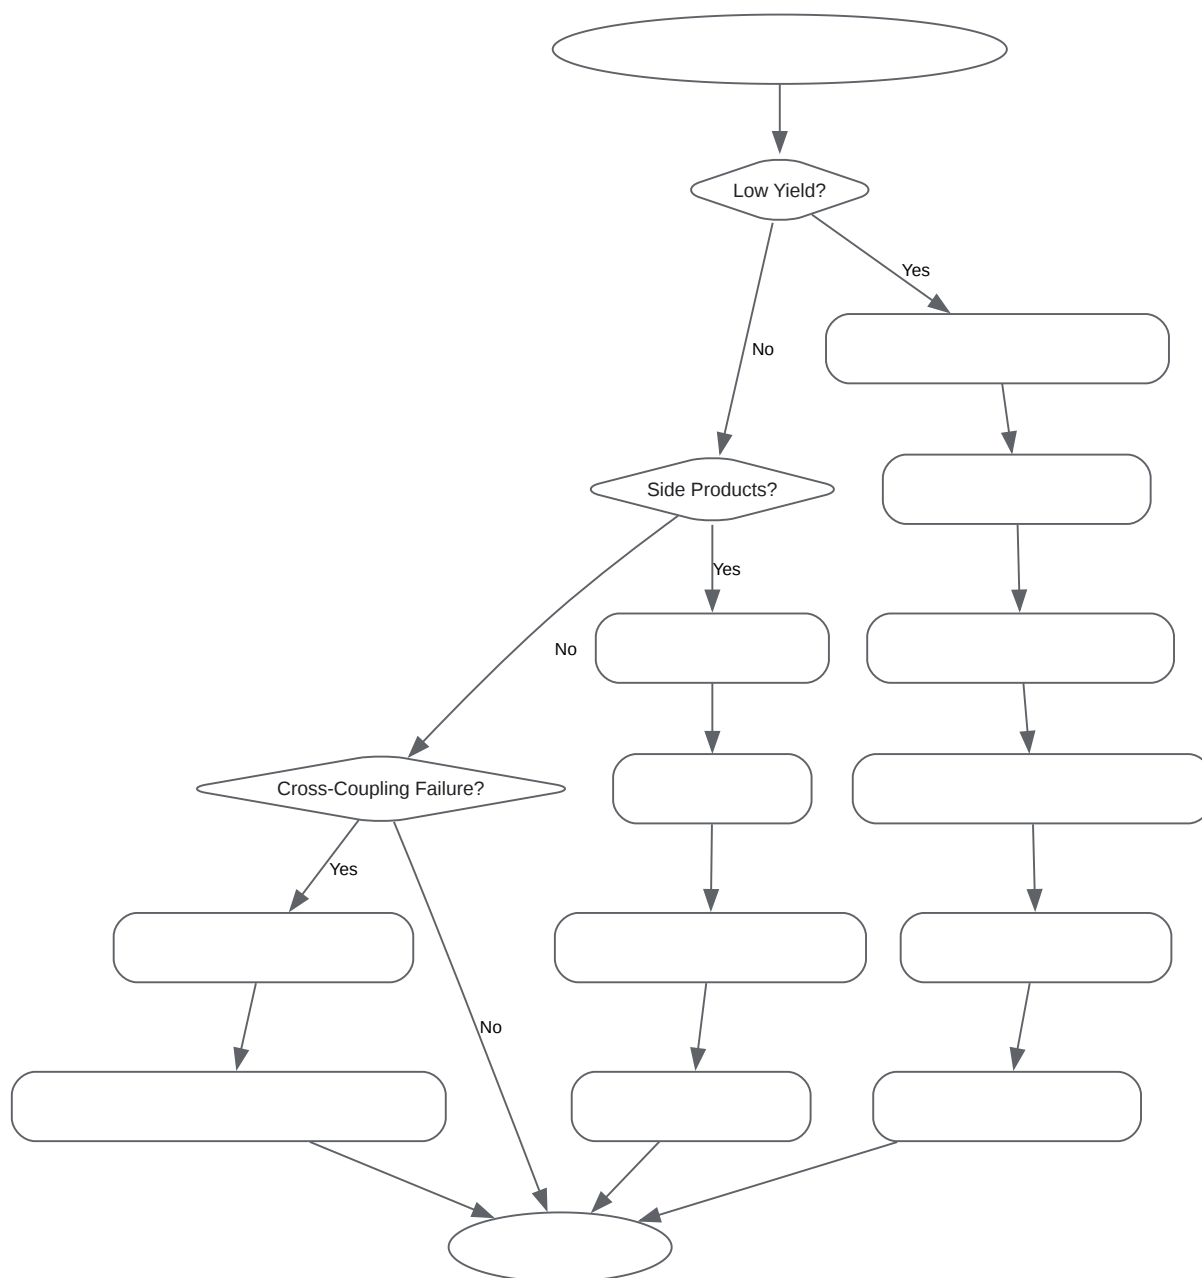 Low Yield?
Yes
No
Side Products?
Yes
No
Cross-Coupling Failure?
Yes
No